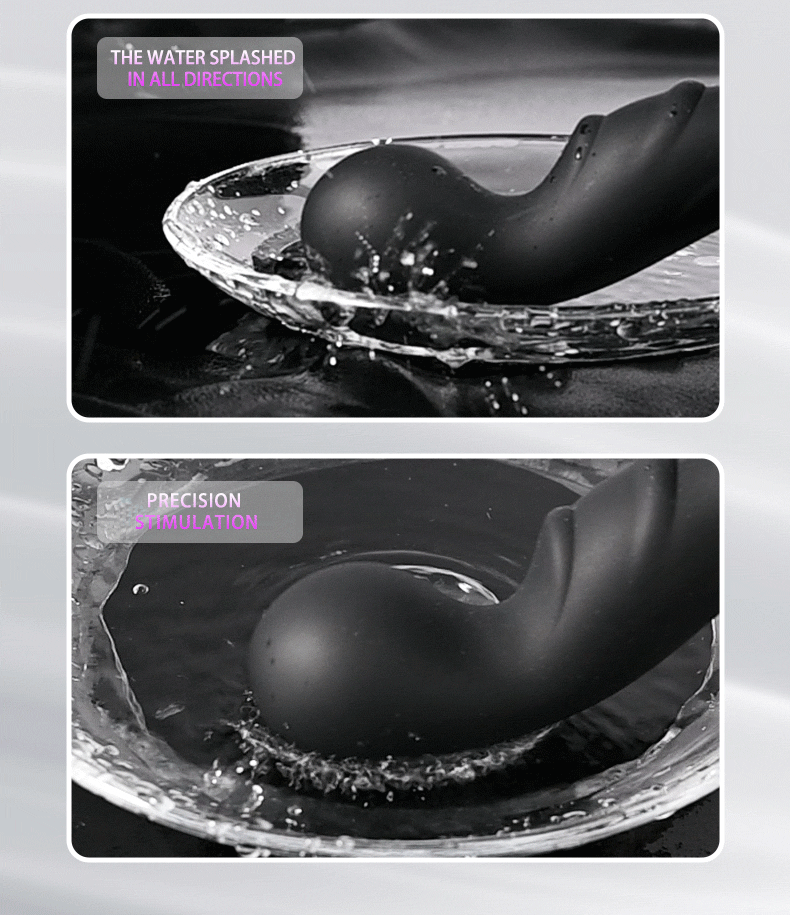 THE WATER SPLASHED
IN ALL DIRECTIONS
PRECISION
STIMULATION